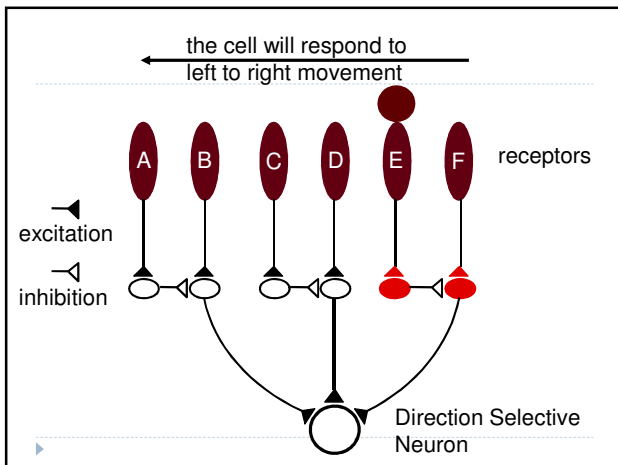 the cell will respond to
left to right movement
A B C D E F receptors
excitation
inhibition
Direction Selective
Neuron